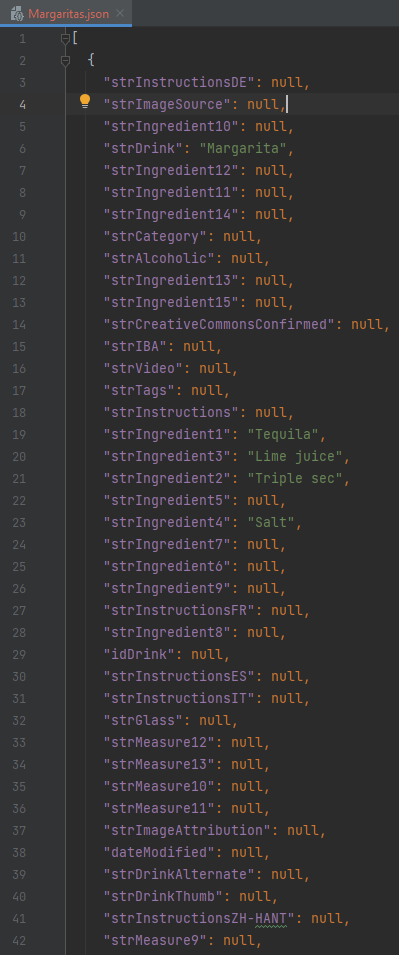 Margaritas.json
1 [
2 {
3 "strInstructionsDE": null,
4 "strImageSource": null,
5 "strIngredient10": null,
6 "strDrink": "Margarita",
7 "strIngredient12": null,
8 "strIngredient11": null,
9 "strIngredient14": null,
10 "strCategory": null,
11 "strAlcoholic": null,
12 "strIngredient13": null,
13 "strIngredient15": null,
14 "strCreativeCommonsConfirmed": null,
15 "strIBA": null,
16 "strVideo": null,
17 "strTags": null,
18 "strInstructions": null,
19 "strIngredient1": "Tequila",
20 "strIngredient3": "Lime juice",
21 "strIngredient2": "Triple sec",
22 "strIngredient5": null,
23 "strIngredient4": "Salt",
24 "strIngredient7": null,
25 "strIngredient6": null,
26 "strIngredient9": null,
27 "strInstructionsFR": null,
28 "strIngredient8": null,
29 "idDrink": null,
30 "strInstructionsES": null,
31 "strInstructionsIT": null,
32 "strGlass": null,
33 "strMeasure12": null,
34 "strMeasure13": null,
35 "strMeasure10": null,
36 "strMeasure11": null,
37 "strImageAttribution": null,
38 "dateModified": null,
39 "strDrinkAlternate": null,
40 "strDrinkThumb": null,
41 "strInstructionsZH-HANT": null,
42 "strMeasure9": null,